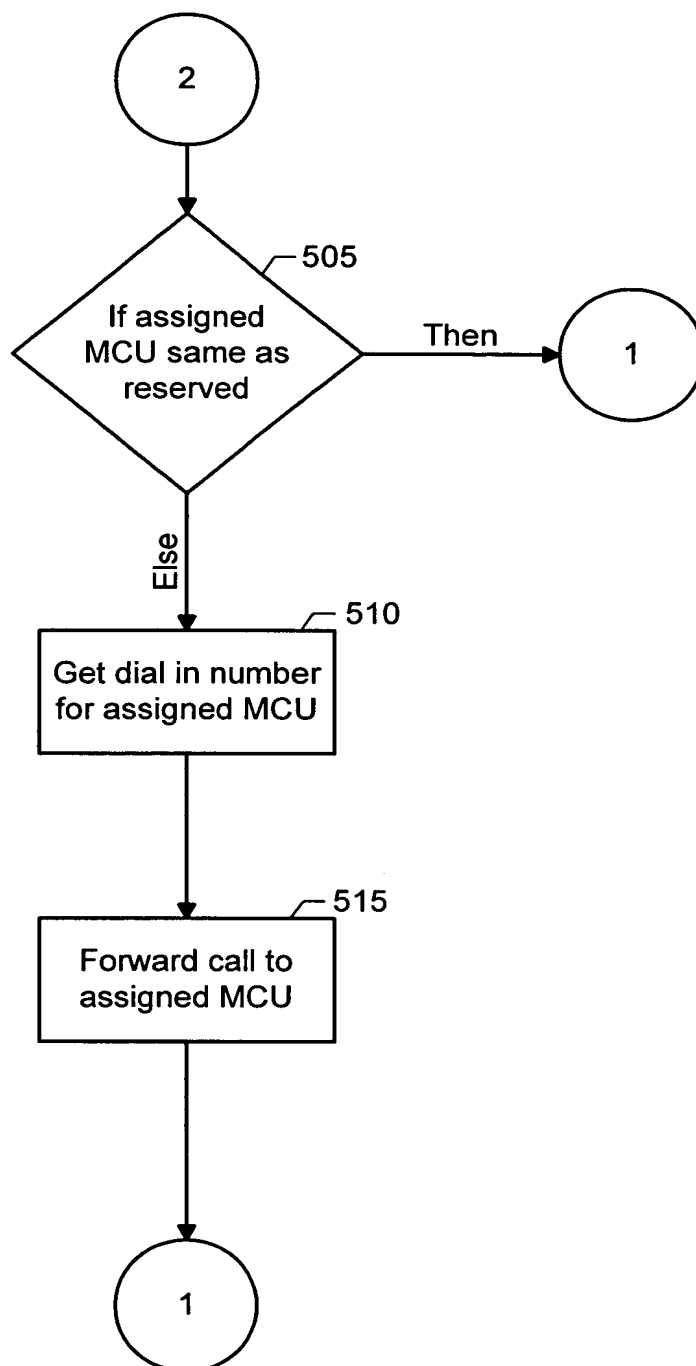 2
505
If assigned
MCU same as
reserved
Then
1
Else
510
Get dial in number
for assigned MCU
515
Forward call to
assigned MCU
1